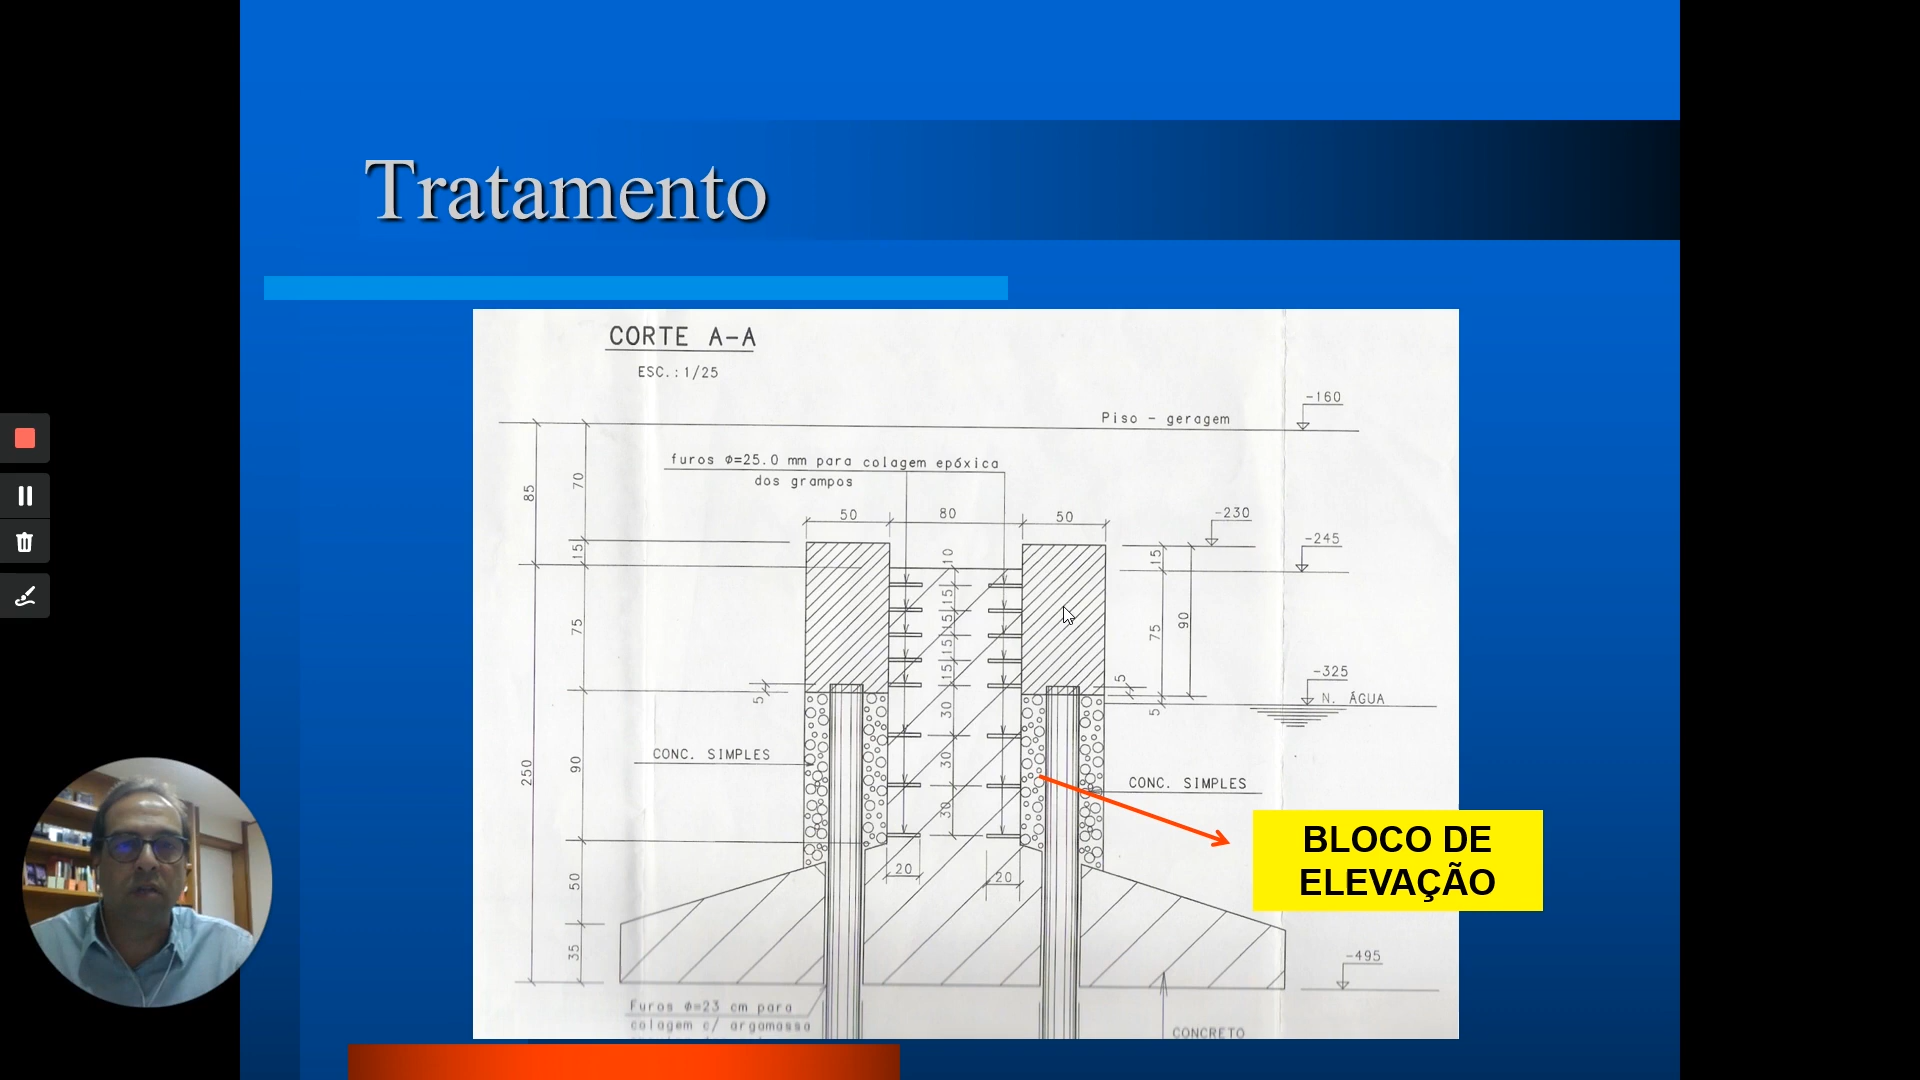 Tratamento
CORTE A-A
ESC.: 1/25
-160
Piso - geragem
furos Φ=25.0 mm para colagem epóxica
dos grampos
85
70
50
80
50
-230
-245
15
10
15
15
15
15
15
75
75
90
-325
N. ÁGUA
5
5
5
30
30
30
CONC. SIMPLES
CONC. SIMPLES
250
90
BLOCO DE
ELEVAÇÃO
20
20
50
35
-495
Furos Φ=23 cm para
colagem c/ argamassa
CONCRETO